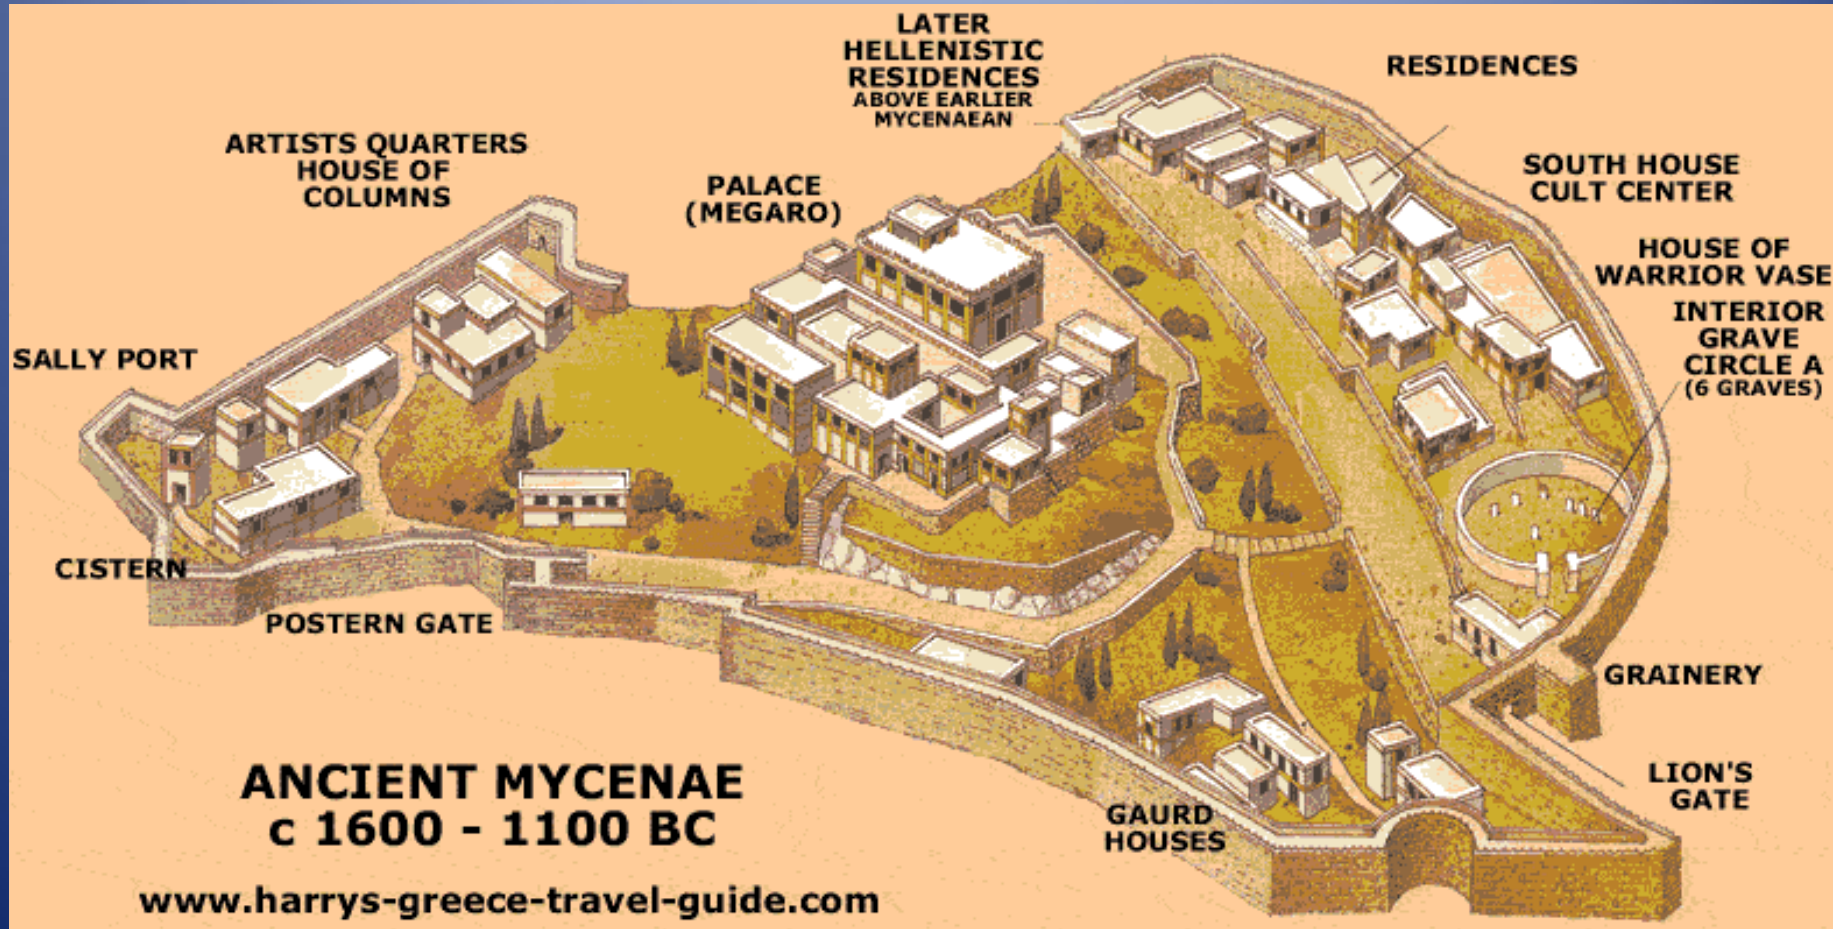 LATER
HELLENISTIC
RESIDENCES
ABOVE EARLIER
MYCENAEAN
RESIDENCES
ARTISTS QUARTERS
HOUSE OF
COLUMNS
PALACE
(MEGARO)
SOUTH HOUSE
CULT CENTER
HOUSE OF
WARRIOR VASE
INTERIOR
GRAVE
CIRCLE A
(6 GRAVES)
SALLY PORT
CISTERN
POSTERN GATE
GRAINERY
LION'S
GATE
GAURD
HOUSES
ANCIENT MYCENAE
c 1600 - 1100 BC
www.harrys-greece-travel-guide.com